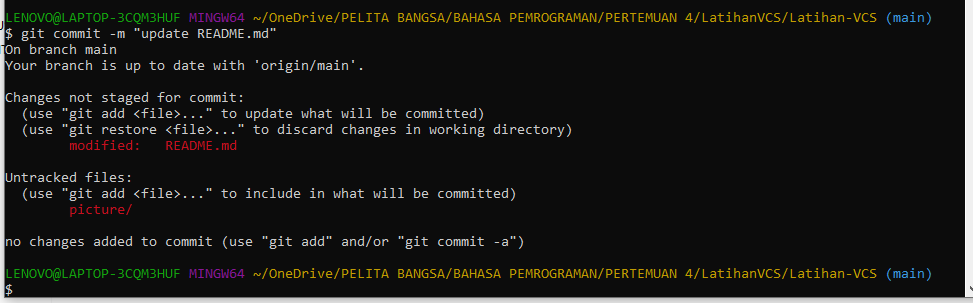 LENOVO@LAPTOP-3CQM3HUF MINGW64 ~/OneDrive/PELITA BANGSA/BAHASA PEMROGRAMAN/PERTEMUAN 4/LatihanVCS/Latihan-VCS (main)
$ git commit -m "update README.md"
On branch main
Your branch is up to date with 'origin/main'.
Changes not staged for commit:
(use "git add <file>..." to update what will be committed)
(use "git restore <file>..." to discard changes in working directory)
modified: README.md
Untracked files:
(use "git add <file>..." to include in what will be committed)
picture/
no changes added to commit (use "git add" and/or "git commit -a")
LENOVO@LAPTOP-3CQM3HUF MINGW64 ~/OneDrive/PELITA BANGSA/BAHASA PEMROGRAMAN/PERTEMUAN 4/LatihanVCS/Latihan-VCS (main)
$